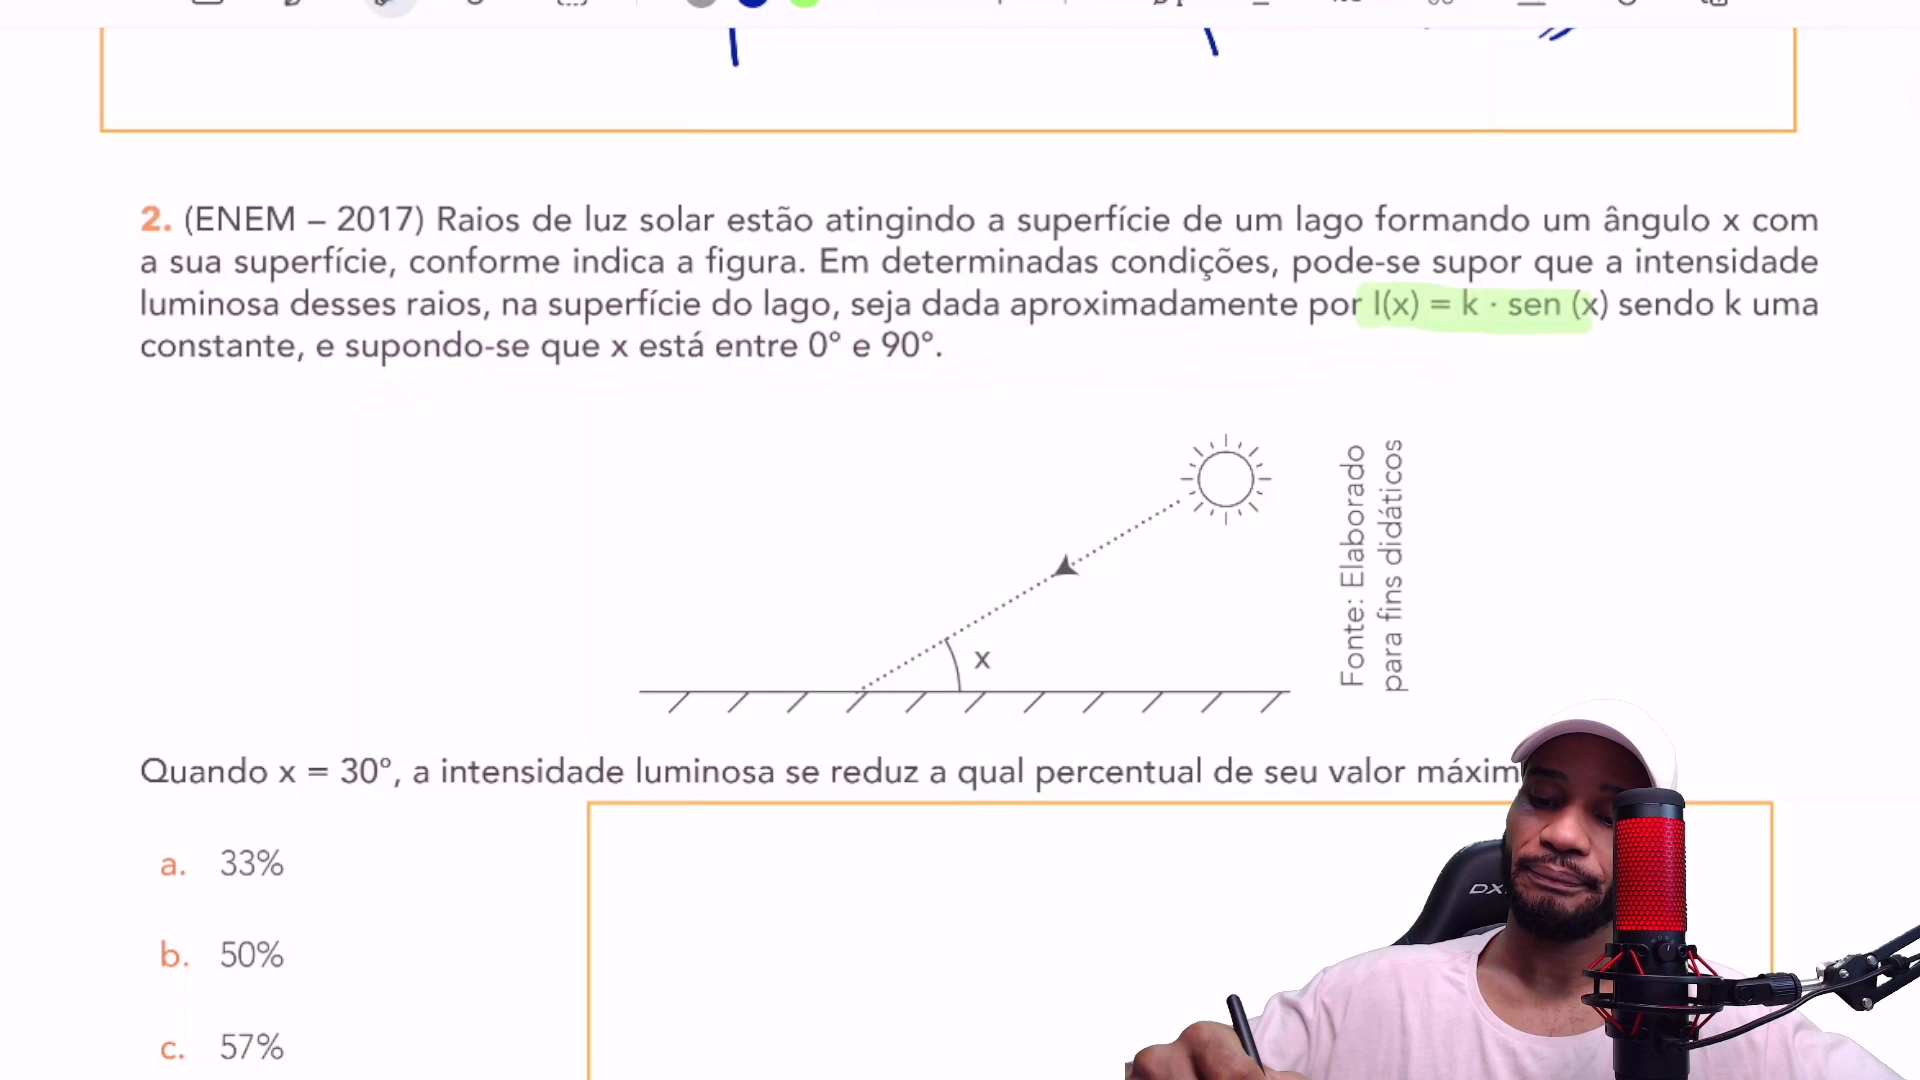 2. (ENEM – 2017) Raios de luz solar estão atingindo a superfície de um lago formando um ângulo x com
a sua superfície, conforme indica a figura. Em determinadas condições, pode-se supor que a intensidade
luminosa desses raios, na superfície do lago, seja dada aproximadamente por I(x) = k · sen (x) sendo k uma
constante, e supondo-se que x está entre 0° e 90°.
Fonte: Elaborado
para fins didáticos
x
Quando x = 30°, a intensidade luminosa se reduz a qual percentual de seu valor máxim
a. 33%
b. 50%
c. 57%
DX